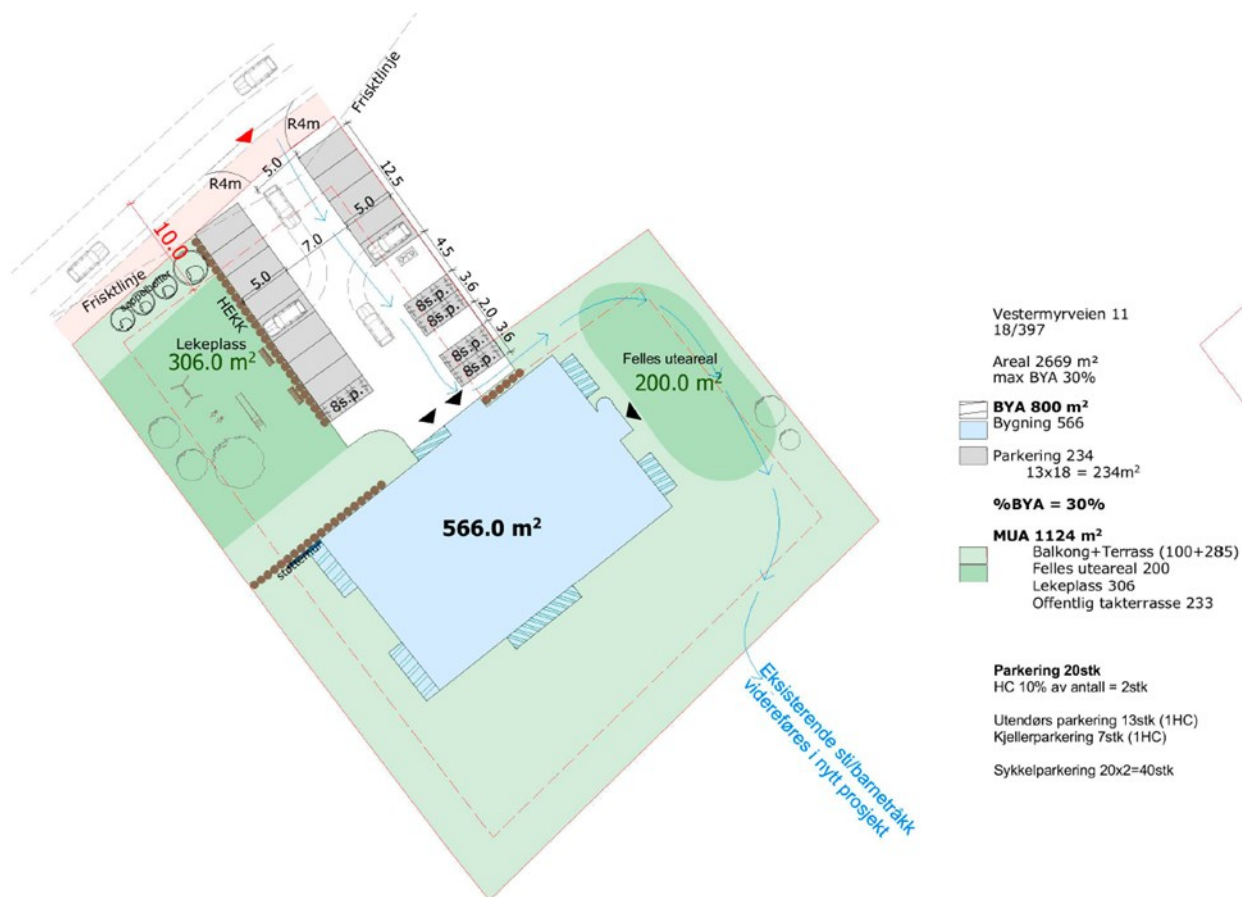 Frisktlinje
R4m
R4m
5.0
12.5
5.0
10.0
7.0
4.5
5.0
3.6
Frisktlinje
søppelbøtter
8s.p.
8s.p.
2.0
HEKK
3.6
8s.p.
8s.p.
Lekeplass
306.0 m²
8s.p.
Felles uteareal
200.0 m²
566.0 m²
støttemur
Eksisterende sti/barnetråkk
videreføres i nytt prosjekt
Vestermyrveien 11
18/397
Areal 2669 m²
max BYA 30%
BYA 800 m²
Bygning 566
Parkering 234
13x18 = 234m²
%BYA = 30%
MUA 1124 m²
Balkong+Terrass (100+285)
Felles uteareal 200
Lekeplass 306
Offentlig takterrasse 233
Parkering 20stk
HC 10% av antall = 2stk
Utendørs parkering 13stk (1HC)
Kjellerparkering 7stk (1HC)
Sykkelparkering 20x2=40stk